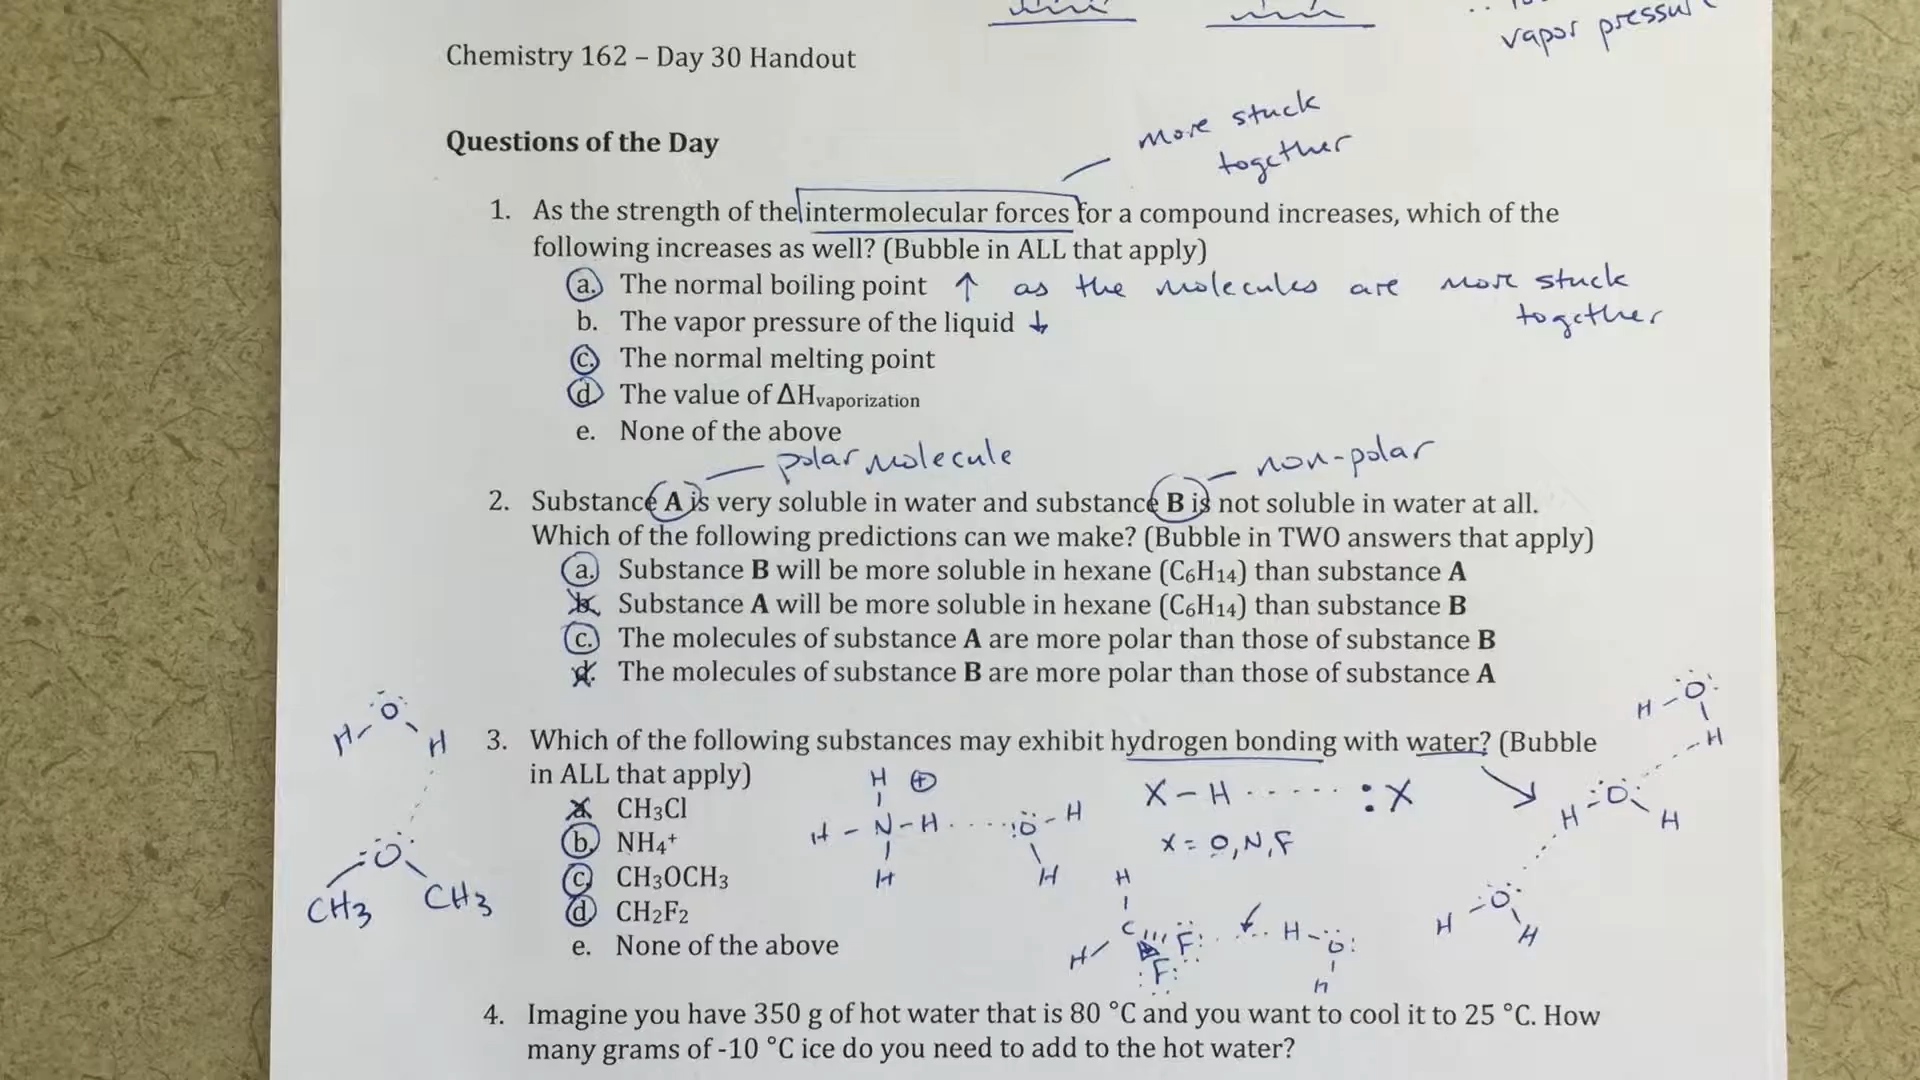 vapor pressur
Chemistry 162 – Day 30 Handout
Questions of the Day
more stuck
together
1. As the strength of the intermolecular forces for a compound increases, which of the
following increases as well? (Bubble in ALL that apply)
a. The normal boiling point ↑ as the molecules are more stuck
together
b. The vapor pressure of the liquid ↓
c. The normal melting point
d. The value of ΔHvaporization
e. None of the above
polar molecule
non-polar
2. Substance A is very soluble in water and substance B is not soluble in water at all.
Which of the following predictions can we make? (Bubble in TWO answers that apply)
a. Substance B will be more soluble in hexane (C₆H₁₄) than substance A
b. Substance A will be more soluble in hexane (C₆H₁₄) than substance B
c. The molecules of substance A are more polar than those of substance B
d. The molecules of substance B are more polar than those of substance A
3. Which of the following substances may exhibit hydrogen bonding with water? (Bubble
in ALL that apply)
a. CH₃Cl
b. NH₄⁺
c. CH₃OCH₃
d. CH₂F₂
e. None of the above
H–O:
H
H
:O
CH₃ CH₃
H ⊕
H – N – H ····· :O – H
H
H
X – H ······ :X
X = O, N, F
H
C
H
F: ···· H – O:
F:
H
H – O:
H
H O H
H O
H
4. Imagine you have 350 g of hot water that is 80 °C and you want to cool it to 25 °C. How
many grams of -10 °C ice do you need to add to the hot water?